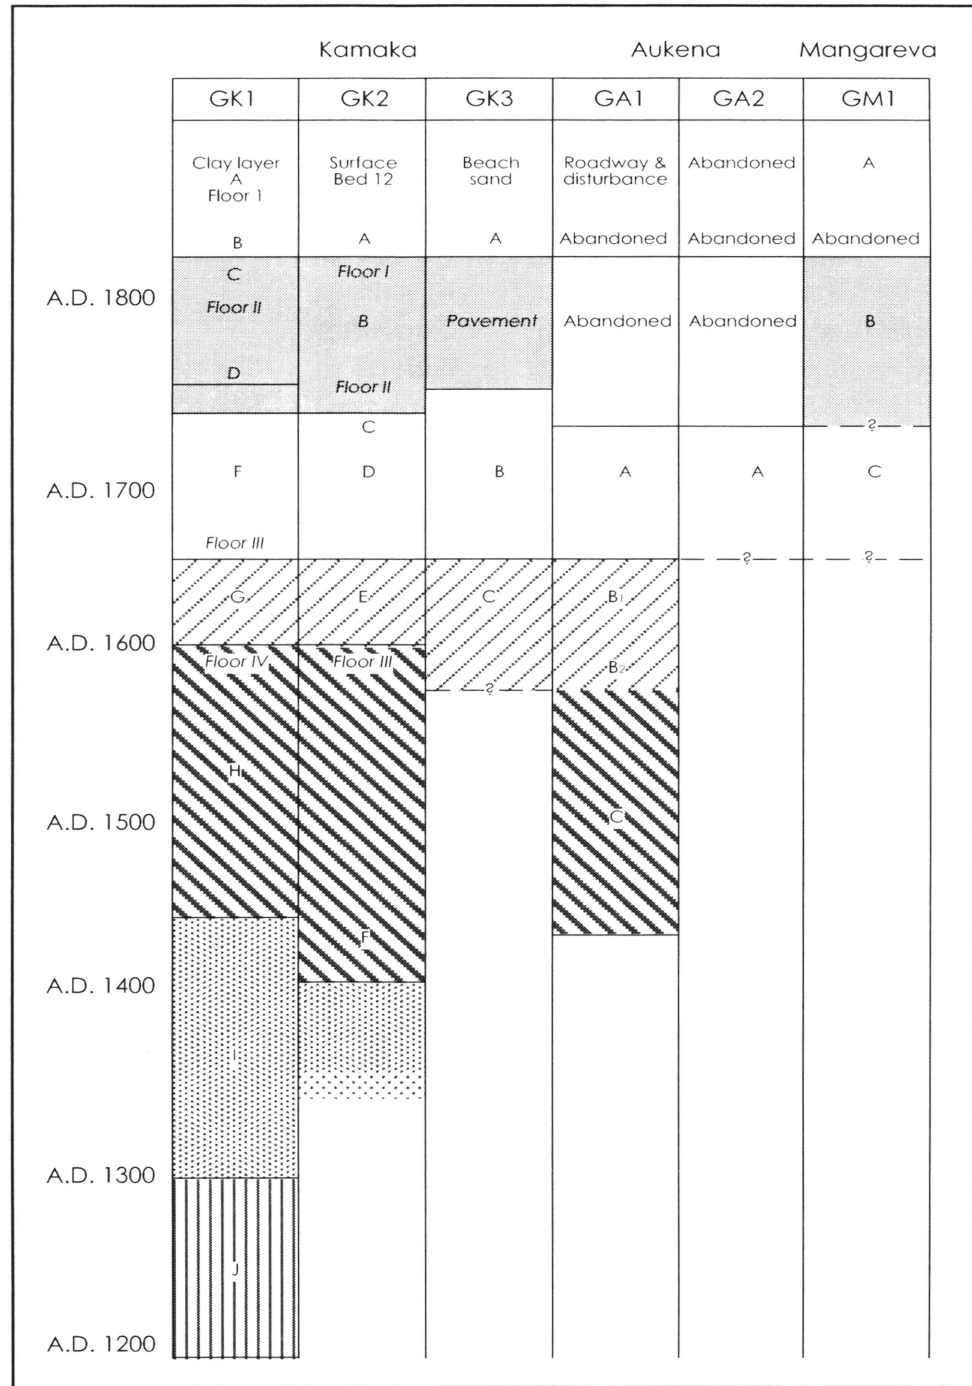 Kamaka Aukena Mangareva
GK1 GK2 GK3 GA1 GA2 GM1
Clay layer Surface Beach Roadway & Abandoned A
A Bed 12 sand disturbance
Floor 1
B A A Abandoned Abandoned Abandoned
C Floor I
A.D. 1800
Floor II B Pavement Abandoned Abandoned B
D Floor II
C ?
F D B A A C
A.D. 1700
Floor III
? ?
G E C B1
A.D. 1600
Floor IV Floor III B2
?
H
C
A.D. 1500
F
A.D. 1400
I
A.D. 1300
J
A.D. 1200